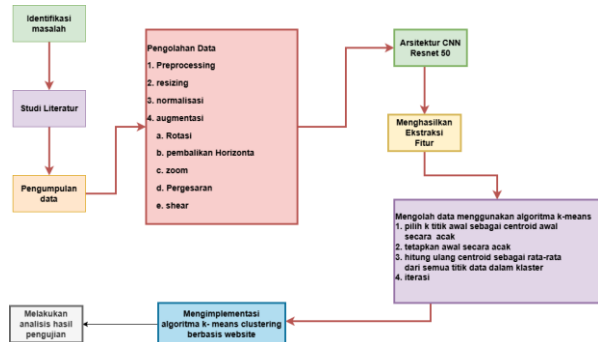 Identifikasi
masalah
Studi Literatur
Pengumpulan
data
Pengolahan Data
1. Preprocessing
2. resizing
3. normalisasi
4. augmentasi
a. Rotasi
b. pembalikan Horizonta
c. zoom
d. Pergesaran
e. shear
Arsitektur CNN
Resnet 50
Menghasilkan
Ekstraksi
Fitur
Mengolah data menggunakan algoritma k-means
1. pilih k titik awal sebagai centroid awal
secara acak
2. tetapkan awal secara acak
3. hitung ulang centroid sebagai rata-rata
dari semua titik data dalam klaster
4. iterasi
Mengimplementasi
algoritma k- means clustering
berbasis website
Melakukan
analisis hasil
pengujian